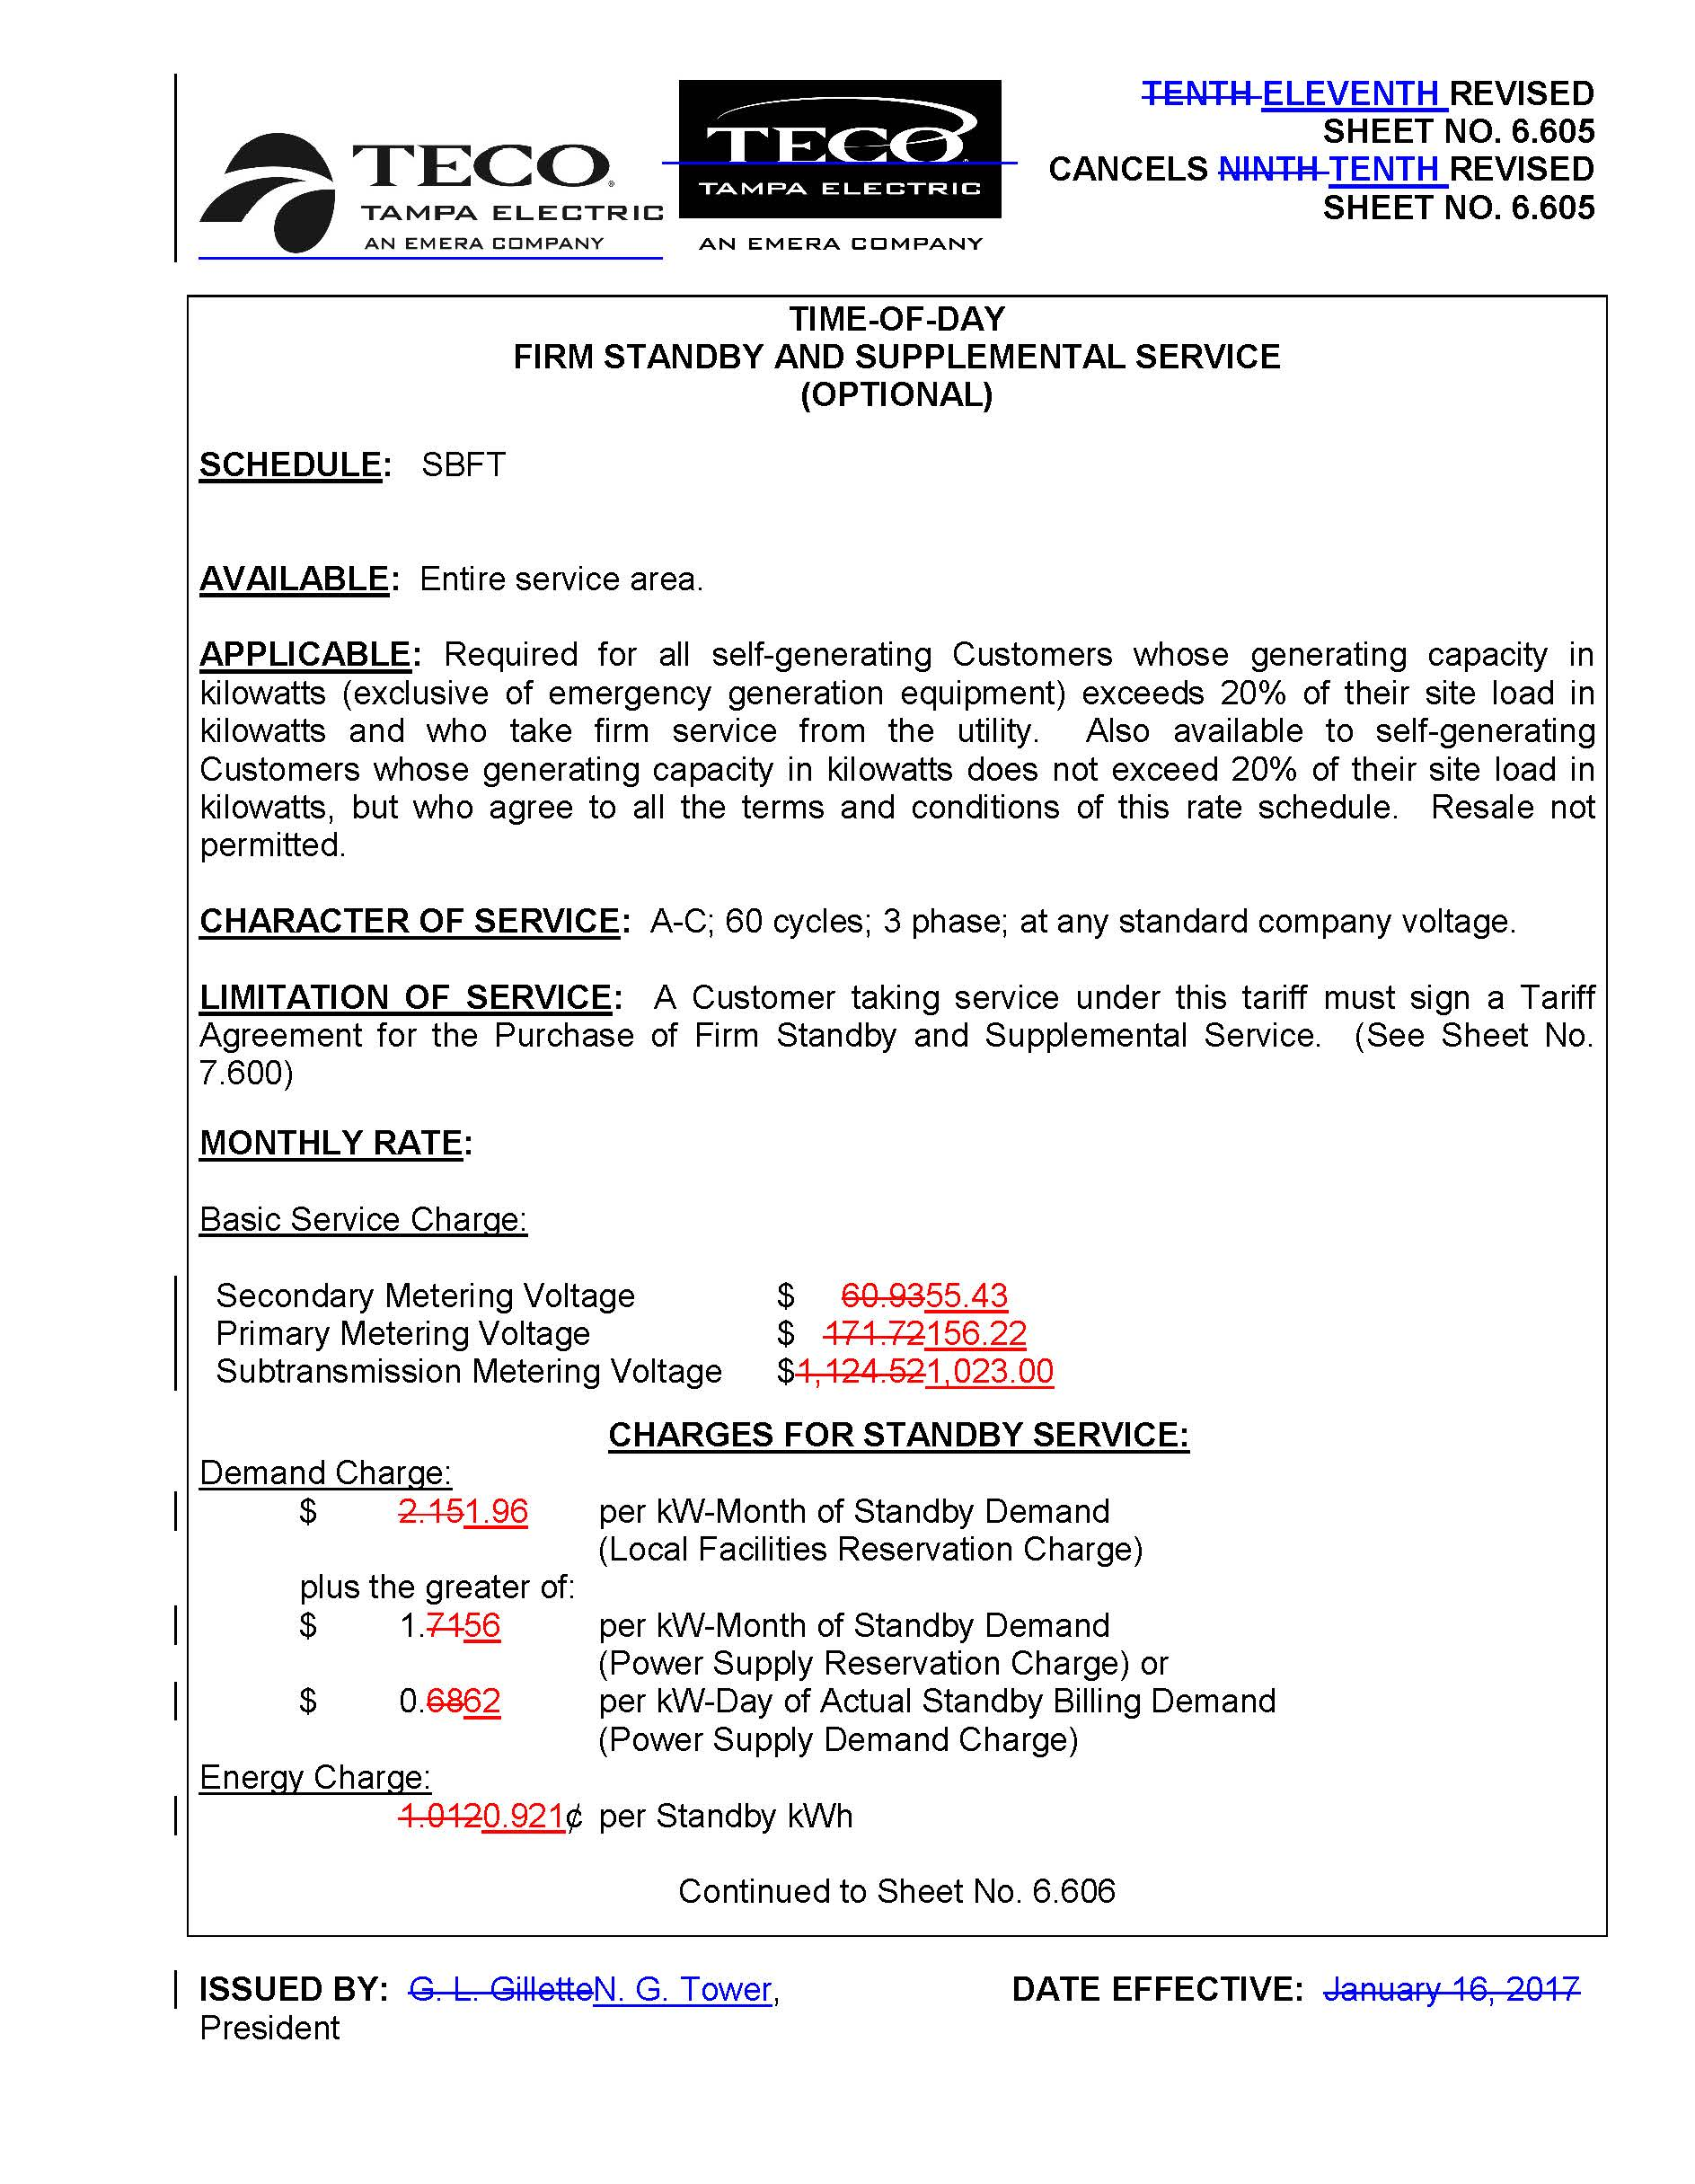 TENTH ELEVENTH REVISED
SHEET NO. 6.605
CANCELS NINTH TENTH REVISED
SHEET NO. 6.605
TECO®
TAMPA ELECTRIC
AN EMERA COMPANY
TECO®
TAMPA ELECTRIC
AN EMERA COMPANY
TIME-OF-DAY
FIRM STANDBY AND SUPPLEMENTAL SERVICE
(OPTIONAL)
SCHEDULE: SBFT
AVAILABLE: Entire service area.
APPLICABLE: Required for all self-generating Customers whose generating capacity in
kilowatts (exclusive of emergency generation equipment) exceeds 20% of their site load in
kilowatts and who take firm service from the utility. Also available to self-generating
Customers whose generating capacity in kilowatts does not exceed 20% of their site load in
kilowatts, but who agree to all the terms and conditions of this rate schedule. Resale not
permitted.
CHARACTER OF SERVICE: A-C; 60 cycles; 3 phase; at any standard company voltage.
LIMITATION OF SERVICE: A Customer taking service under this tariff must sign a Tariff
Agreement for the Purchase of Firm Standby and Supplemental Service. (See Sheet No.
7.600)
MONTHLY RATE:
Basic Service Charge:
Secondary Metering Voltage $ 60.9355.43
Primary Metering Voltage $ 171.72156.22
Subtransmission Metering Voltage $1,124.521,023.00
CHARGES FOR STANDBY SERVICE:
Demand Charge:
$ 2.151.96 per kW-Month of Standby Demand
(Local Facilities Reservation Charge)
plus the greater of:
$ 1.7156 per kW-Month of Standby Demand
(Power Supply Reservation Charge) or
$ 0.6862 per kW-Day of Actual Standby Billing Demand
(Power Supply Demand Charge)
Energy Charge:
1.0120.921¢ per Standby kWh
Continued to Sheet No. 6.606
ISSUED BY: G. L. GilletteN. G. Tower, DATE EFFECTIVE: January 16, 2017
President